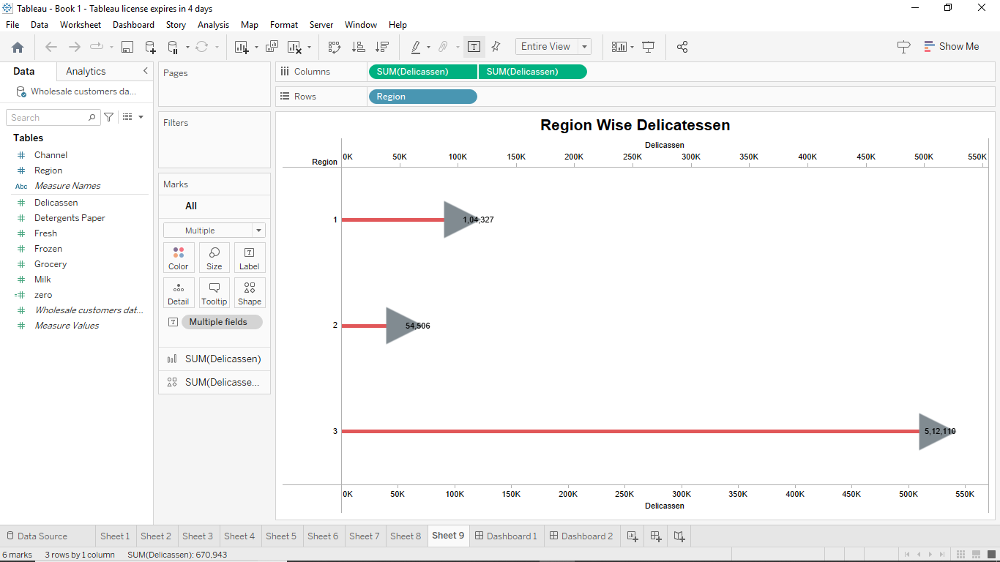 Tableau - Book 1 - Tableau license expires in 4 days
File Data Worksheet Dashboard Story Analysis Map Format Server Window Help
Entire View
Show Me
Data Analytics
Wholesale customers da...
Search
Tables
Channel
Region
Abc Measure Names
Delicassen
Detergents Paper
Fresh
Frozen
Grocery
Milk
zero
Wholesale customers dat...
Measure Values
Pages
Filters
Marks
All
Multiple
Color Size Label
Detail Tooltip Shape
Multiple fields
SUM(Delicassen)
SUM(Delicasse...
Columns SUM(Delicassen) SUM(Delicassen)
Rows Region
Region Wise Delicatessen
Delicassen
Region 0K 50K 100K 150K 200K 250K 300K 350K 400K 450K 500K 550K
1 1,04,327
2 54,506
3 5,12,110
0K 50K 100K 150K 200K 250K 300K 350K 400K 450K 500K 550K
Delicassen
Data Source Sheet 1 Sheet 2 Sheet 3 Sheet 4 Sheet 5 Sheet 6 Sheet 7 Sheet 8 Sheet 9 Dashboard 1 Dashboard 2
6 marks 3 rows by 1 column SUM(Delicassen): 670,943